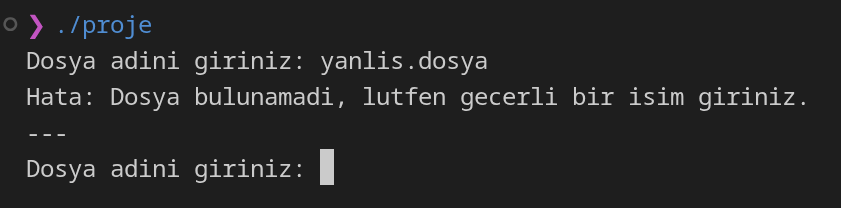 ❯ ./proje
Dosya adini giriniz: yanlis.dosya
Hata: Dosya bulunamadi, lutfen gecerli bir isim giriniz.
---
Dosya adini giriniz: